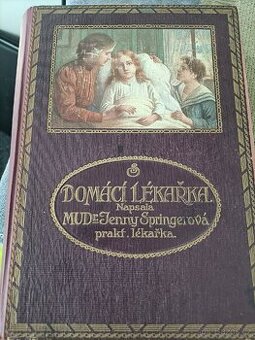 DOMÁCÍ LÉKAŘKA.
Napsala
MUDr. Jenny Springerová
prakt. lékařka.